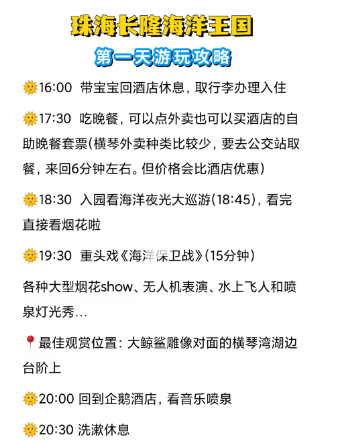 珠海长隆海洋王国
第一天游玩攻略
🌞16:00 带宝宝回酒店休息，取行李办理入住
🌞17:30 吃晚餐，可以点外卖也可以买酒店的自
助晚餐套票(横琴外卖种类比较少，要去公交站取
餐，来回6分钟左右。但价格会比酒店优惠)
🌞18:30 入园看海洋夜光大巡游(18:45)，看完
直接看烟花啦
🌞19:30 重头戏《海洋保卫战》(15分钟)
各种大型烟花show、无人机表演、水上飞人和喷
泉灯光秀...
📍最佳观赏位置：大鲸鲨雕像对面的横琴湾湖边
台阶上
🌞20:00 回到企鹅酒店，看音乐喷泉
🌞20:30 洗漱休息